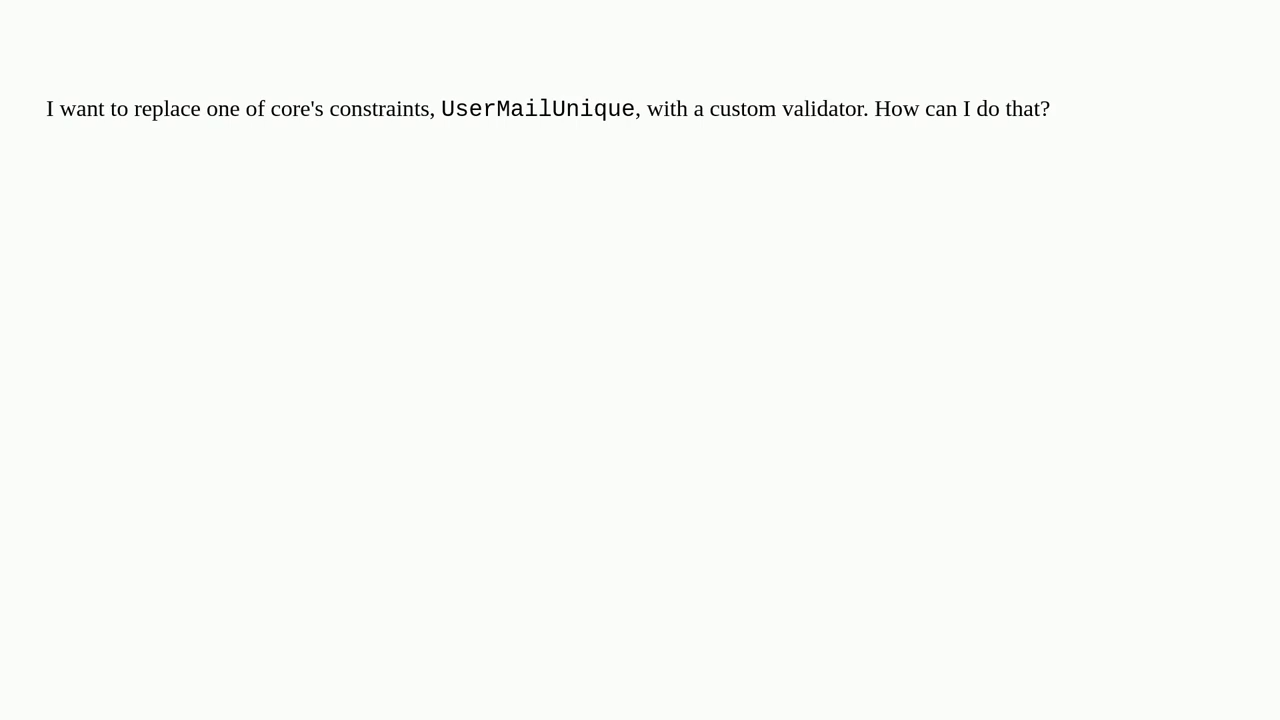 I want to replace one of core's constraints, UserMailUnique, with a custom validator. How can I do that?